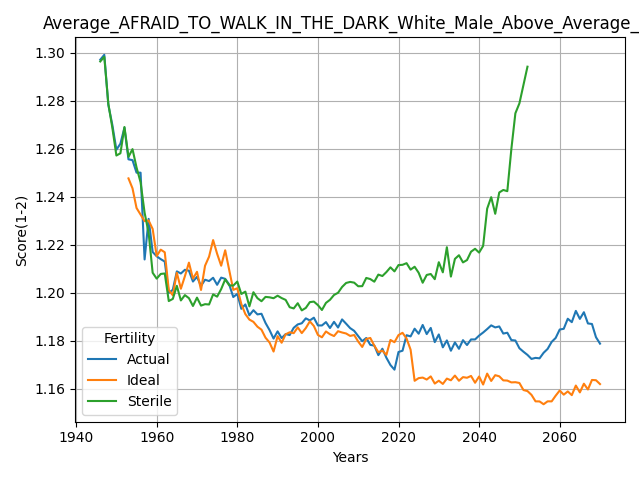 Average_AFRAID_TO_WALK_IN_THE_DARK_White_Male_Above_Average_
1.30
1.28
1.26
1.24
1.22
1.20
1.18
1.16
Score(1-2)
Fertility
Actual
Ideal
Sterile
1940 1960 1980 2000 2020 2040 2060
Years